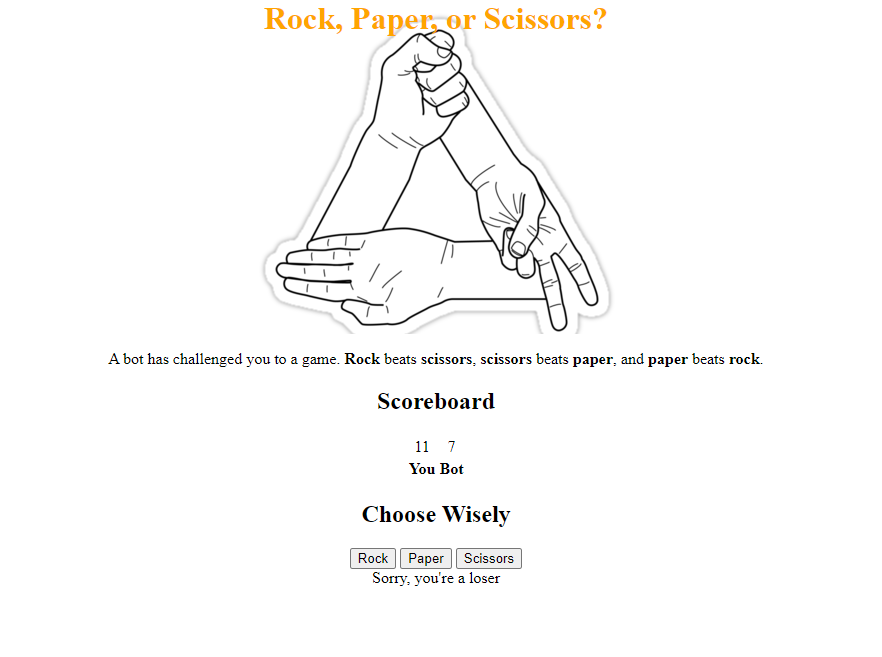 Rock, Paper, or Scissors?
A bot has challenged you to a game. Rock beats scissors, scissors beats paper, and paper beats rock.
Scoreboard
11 7
You Bot
Choose Wisely
Rock Paper Scissors
Sorry, you're a loser